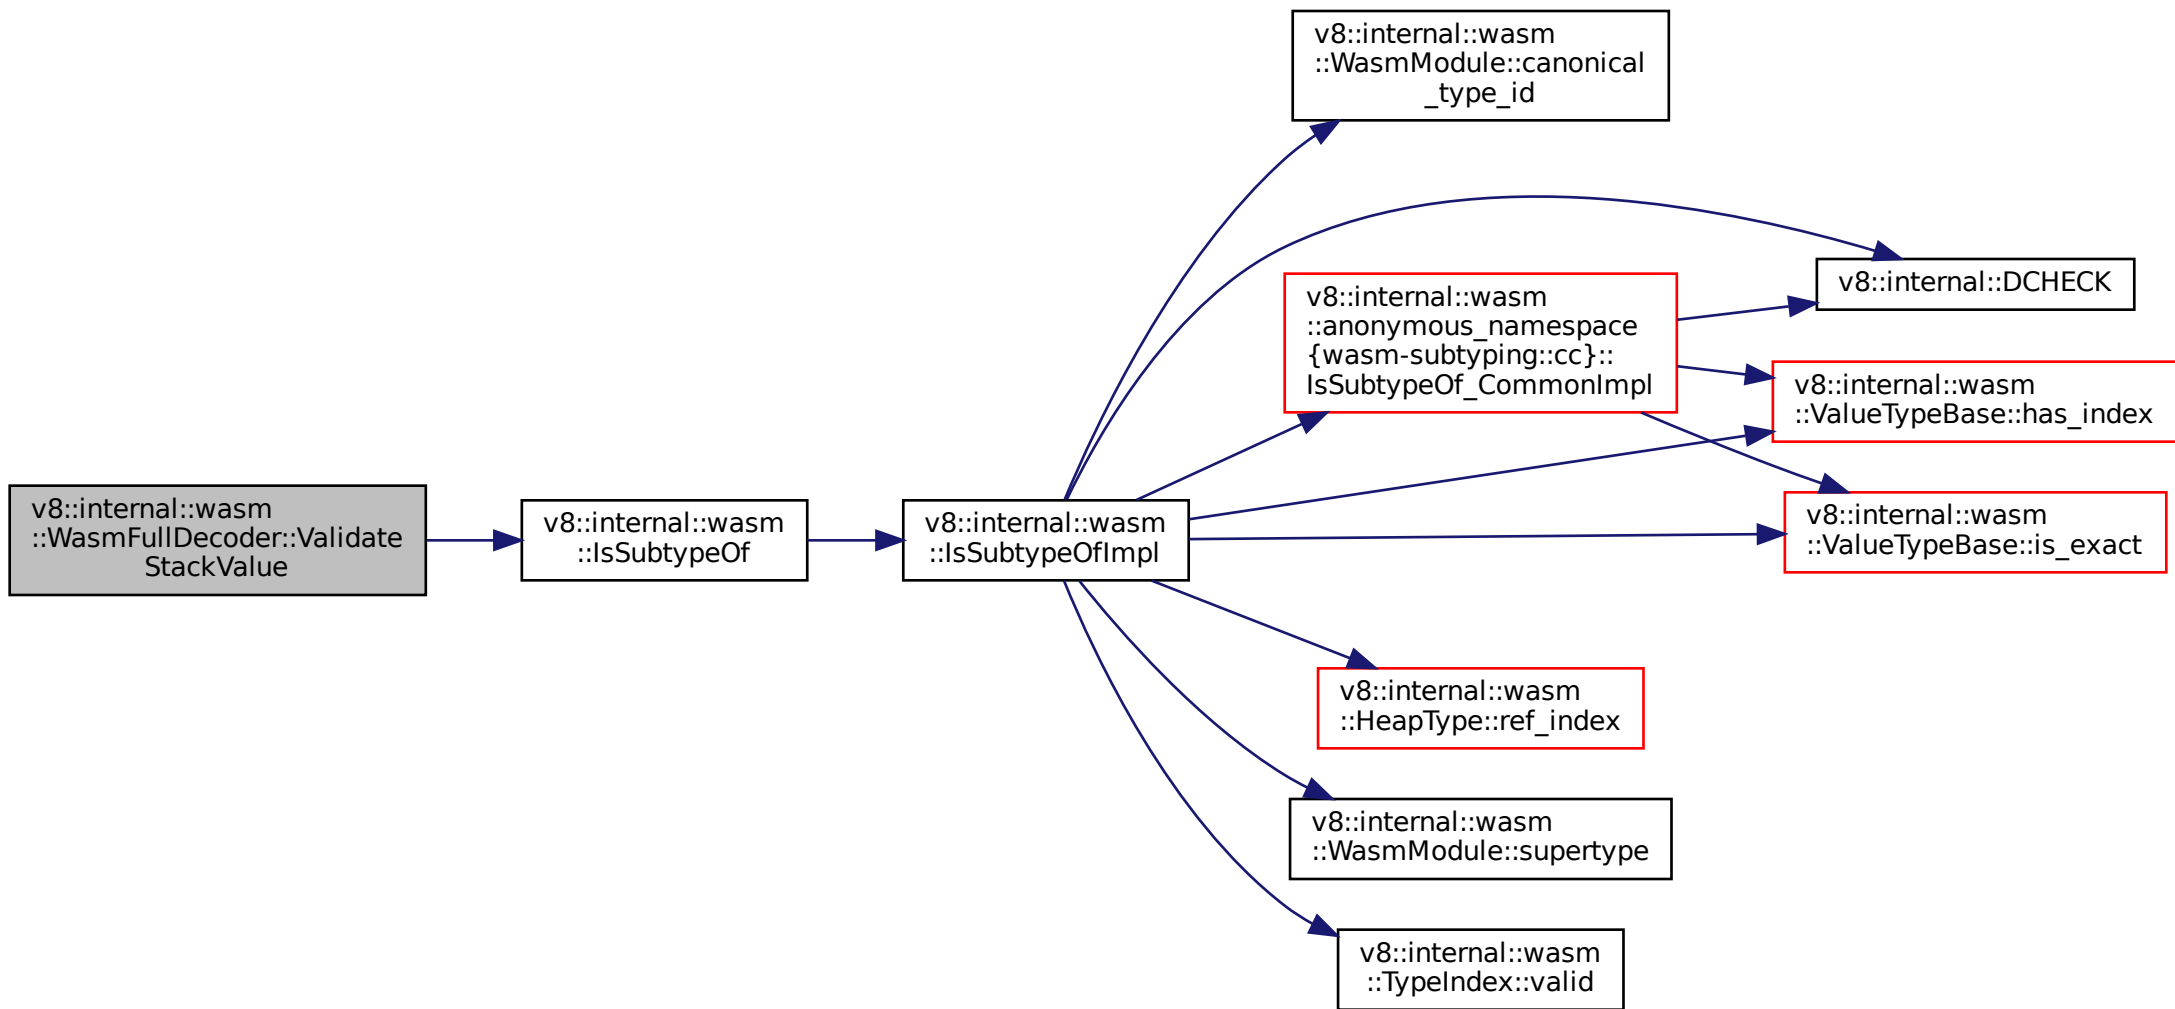 v8::internal::wasm
::WasmFullDecoder::Validate
StackValue
v8::internal::wasm
::IsSubtypeOf
v8::internal::wasm
::IsSubtypeOfImpl
v8::internal::wasm
::WasmModule::canonical
_type_id
v8::internal::DCHECK
v8::internal::wasm
::anonymous_namespace
{wasm-subtyping::cc}::
IsSubtypeOf_CommonImpl
v8::internal::wasm
::ValueTypeBase::has_index
v8::internal::wasm
::ValueTypeBase::is_exact
v8::internal::wasm
::HeapType::ref_index
v8::internal::wasm
::WasmModule::supertype
v8::internal::wasm
::TypeIndex::valid